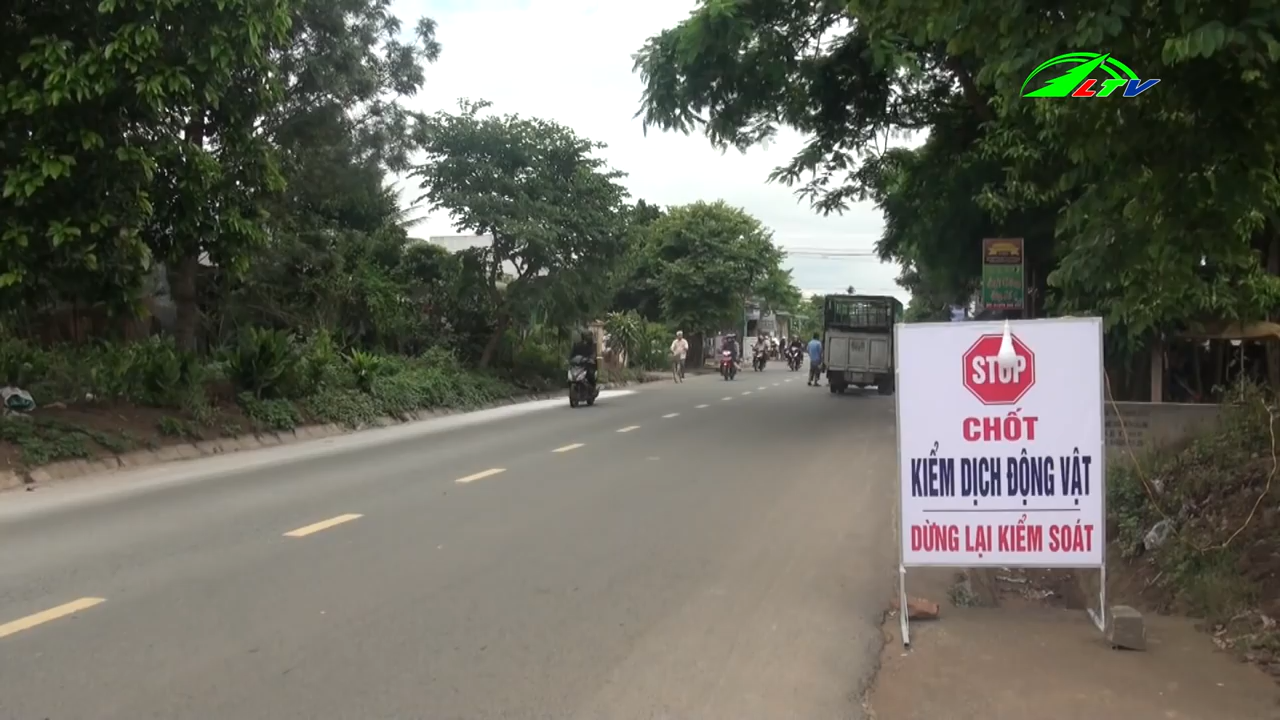 LTV
STOP
CHỐT
KIỂM DỊCH ĐỘNG VẬT
DỪNG LẠI KIỂM SOÁT